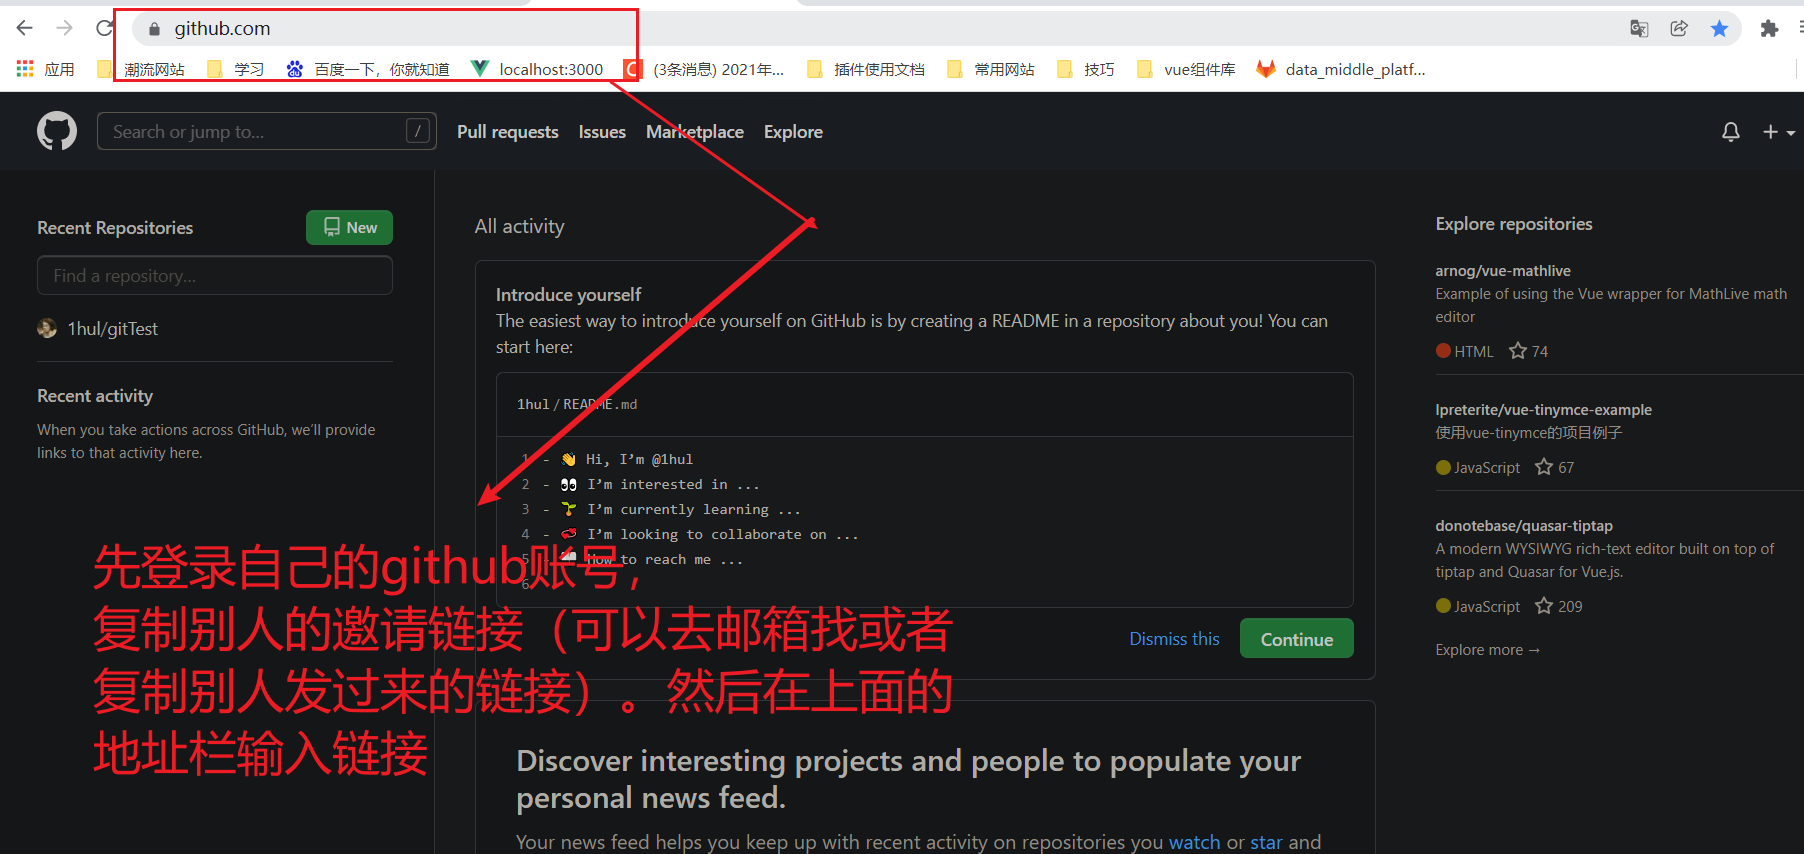 github.com
应用
潮流网站
学习
百度一下，你就知道
localhost:3000
(3条消息) 2021年...
插件使用文档
常用网站
技巧
vue组件库
data_middle_platf...
Search or jump to...
/
Pull requests
Issues
Marketplace
Explore
Recent Repositories
New
Find a repository...
1hul/gitTest
Recent activity
When you take actions across GitHub, we'll provide
links to that activity here.
All activity
Introduce yourself
The easiest way to introduce yourself on GitHub is by creating a README in a repository about you! You can
start here:
1hul / README.md
1 - 👋 Hi, I'm @1hul
2 - 👀 I'm interested in ...
3 - 🌱 I'm currently learning ...
4 - 💞️ I'm looking to collaborate on ...
5 - 📫 How to reach me ...
6
Dismiss this
Continue
先登录自己的github账号，
复制别人的邀请链接（可以去邮箱找或者
复制别人发过来的链接）。然后在上面的
地址栏输入链接
Discover interesting projects and people to populate your
personal news feed.
Your news feed helps you keep up with recent activity on repositories you watch or star and
Explore repositories
arnog/vue-mathlive
Example of using the Vue wrapper for MathLive math
editor
HTML
74
lpreterite/vue-tinymce-example
使用vue-tinymce的项目例子
JavaScript
67
donotebase/quasar-tiptap
A modern WYSIWYG rich-text editor built on top of
tiptap and Quasar for Vue.js.
JavaScript
209
Explore more →